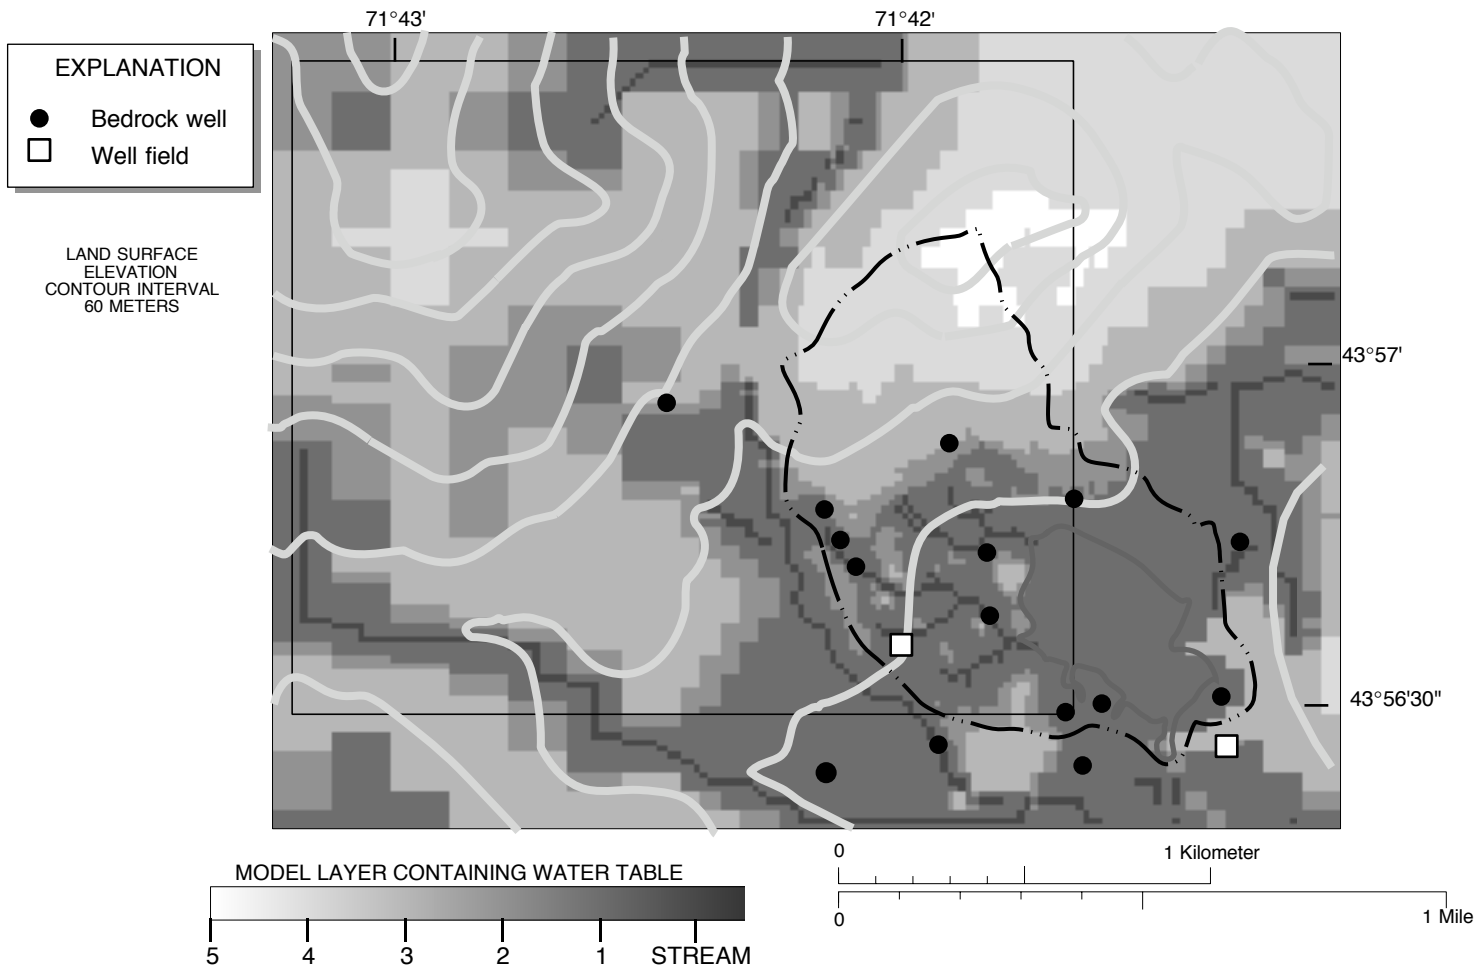 71°43'
71°42'
EXPLANATION
Bedrock well
Well field
LAND SURFACE
ELEVATION
CONTOUR INTERVAL
60 METERS
43°57'
43°56'30"
MODEL LAYER CONTAINING WATER TABLE
5 4 3 2 1 STREAM
0 1 Kilometer
0 1 Mile